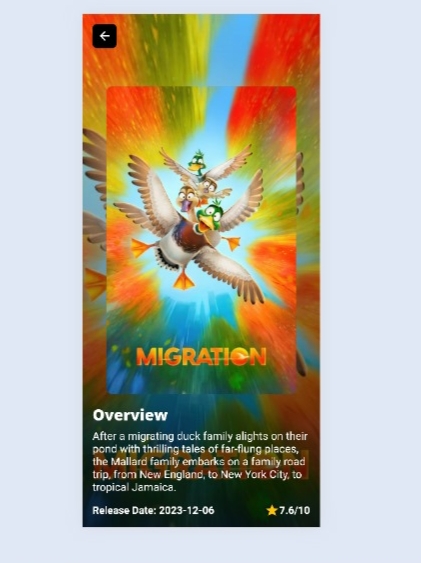 MIGRATION
Overview
After a migrating duck family alights on their
pond with thrilling tales of far-flung places,
the Mallard family embarks on a family road
trip, from New England, to New York City, to
tropical Jamaica.
Release Date: 2023-12-06 ⭐7.6/10